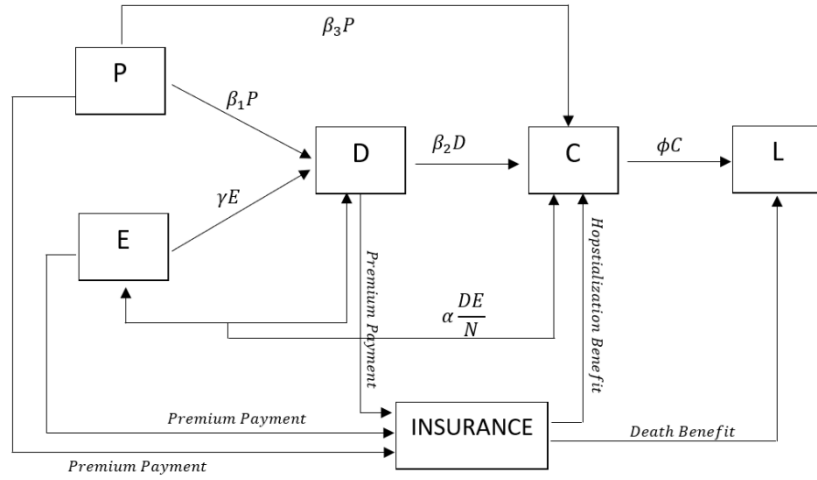 β₃P
P
β₁P
D
β₂D
C
ϕC
L
γE
E
Premium Payment
Hopstialization Benefit
α DE/N
Premium Payment
INSURANCE
Death Benefit
Premium Payment